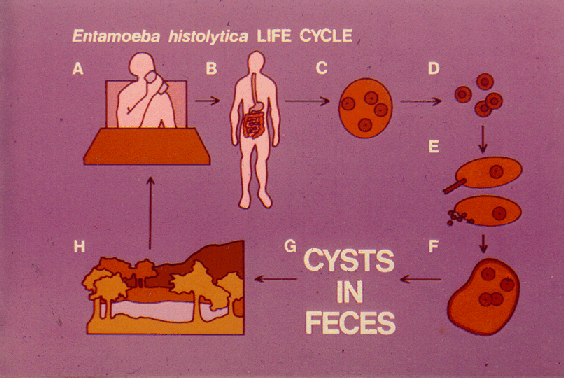 Entamoeba histolytica LIFE CYCLE
A
B
C
D
E
F
G
CYSTS
IN
FECES
H